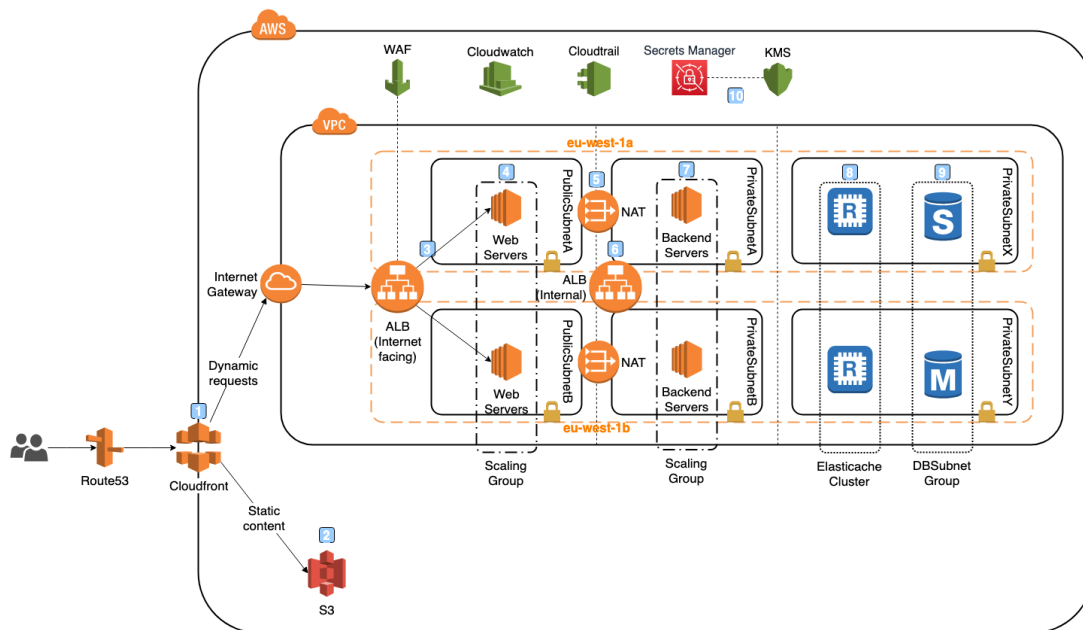 AWS
WAF
Cloudwatch
Cloudtrail
Secrets Manager
KMS
10
VPC
eu-west-1a
4
5
7
8
9
PublicSubnetA
PrivateSubnetA
PrivateSubnetX
R
S
NAT
Web
Servers
Backend
Servers
3
6
Internet
Gateway
ALB
(Internet
facing)
ALB
(Internal)
PublicSubnetB
PrivateSubnetB
PrivateSubnetY
NAT
R
M
Web
Servers
Backend
Servers
eu-west-1b
Dynamic
requests
1
Route53
Cloudfront
Scaling
Group
Scaling
Group
Elasticache
Cluster
DBSubnet
Group
Static
content
2
S3